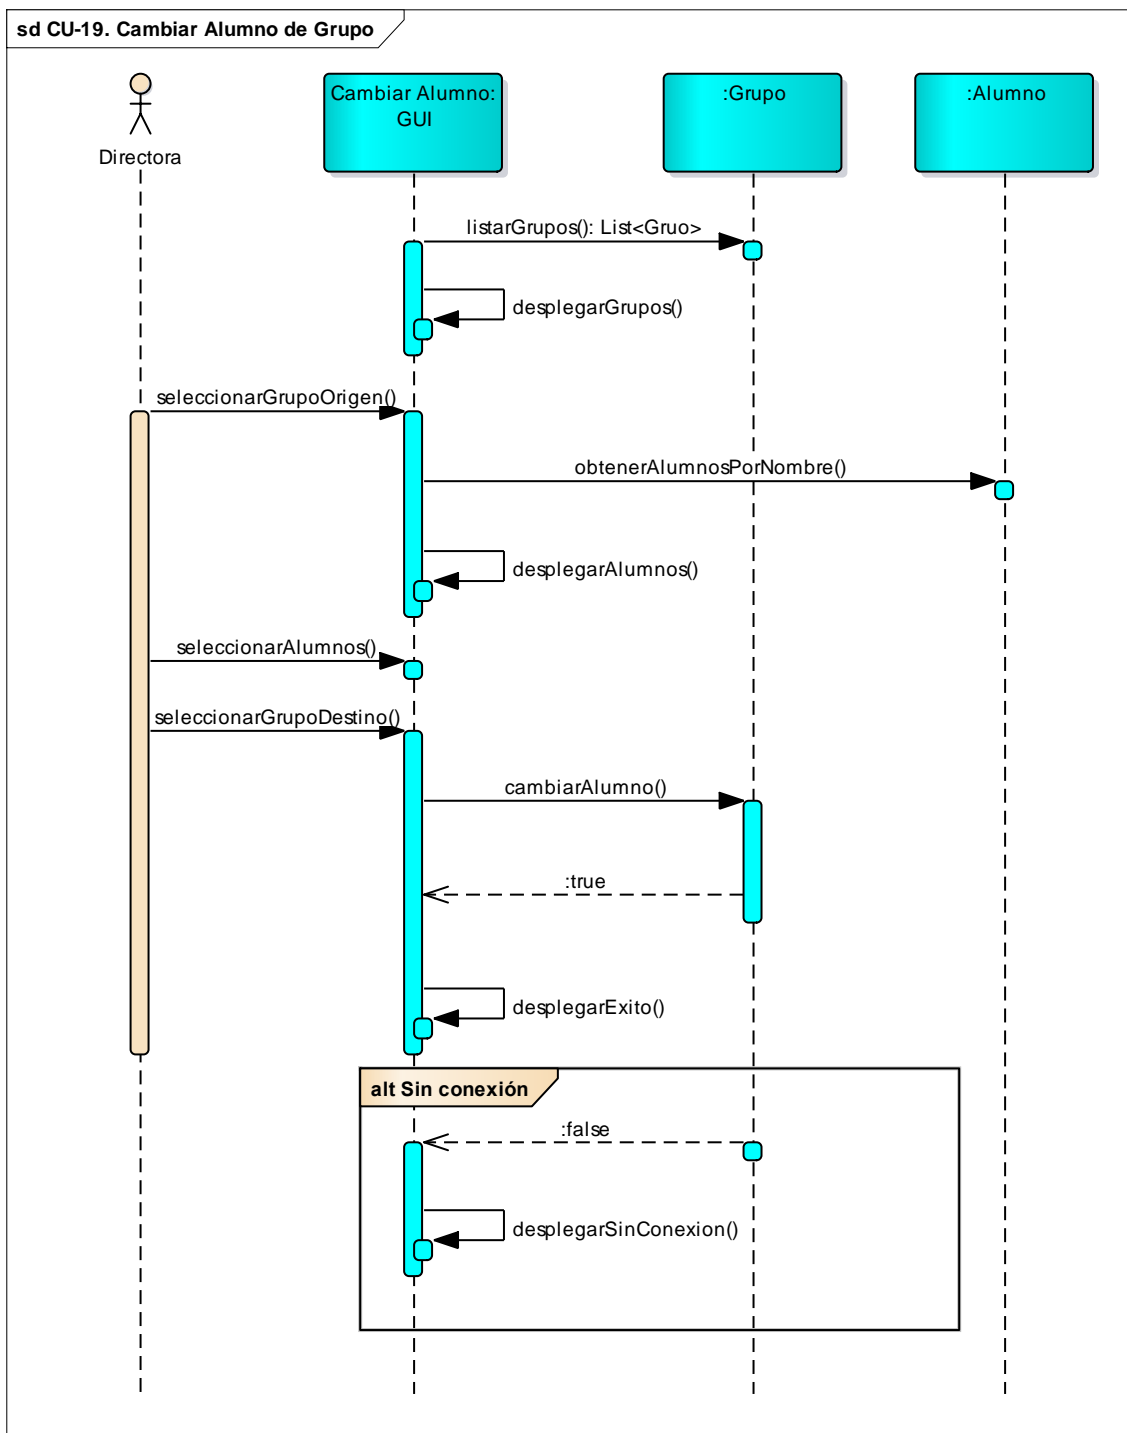 sd CU-19. Cambiar Alumno de Grupo
Directora
Cambiar Alumno:
GUI
:Grupo
:Alumno
listarGrupos(): List<Gruo>
desplegarGrupos()
seleccionarGrupoOrigen()
obtenerAlumnosPorNombre()
desplegarAlumnos()
seleccionarAlumnos()
seleccionarGrupoDestino()
cambiarAlumno()
:true
desplegarExito()
alt Sin conexión
:false
desplegarSinConexion()